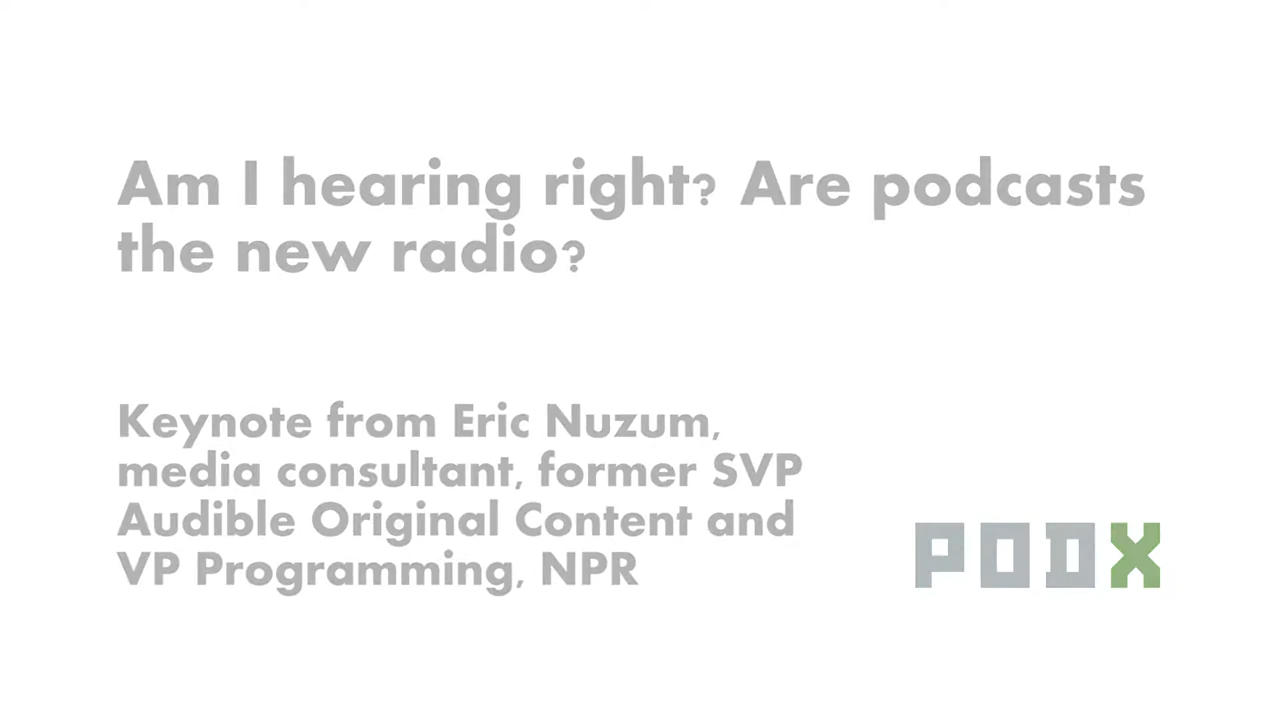 Am I hearing right? Are podcasts
the new radio?
Keynote from Eric Nuzum,
media consultant, former SVP
Audible Original Content and
VP Programming, NPR
PODX